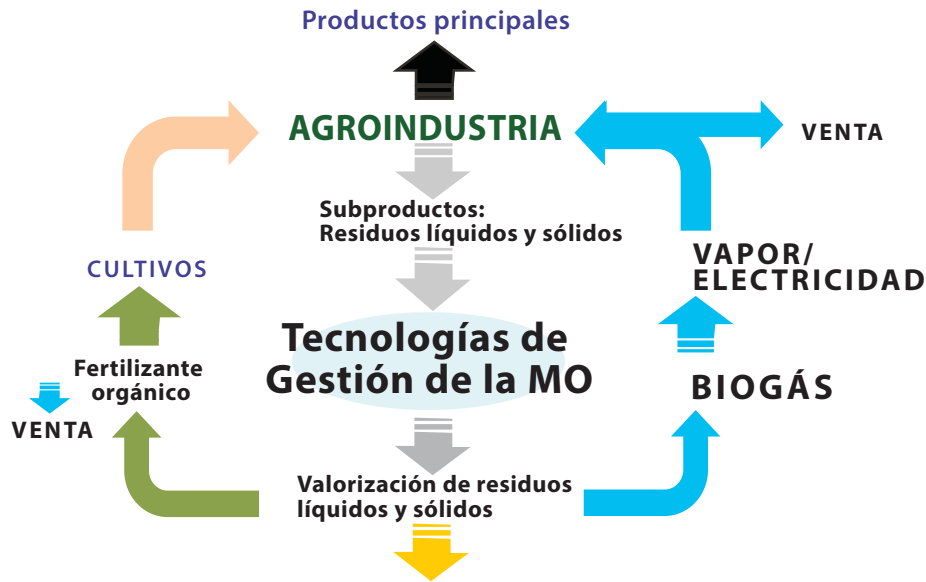 Productos principales
AGROINDUSTRIA
VENTA
Subproductos:
Residuos líquidos y sólidos
CULTIVOS
VAPOR/
ELECTRICIDAD
Tecnologías de
Gestión de la MO
Fertilizante
orgánico
VENTA
BIOGÁS
Valorización de residuos
líquidos y sólidos